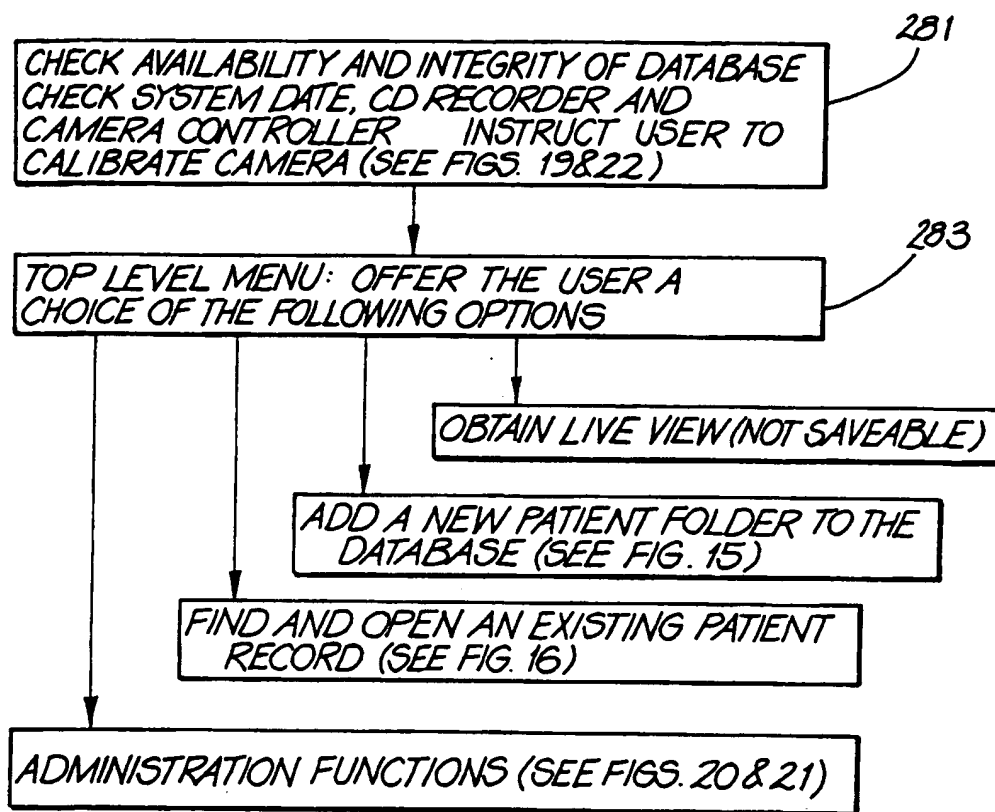 281
CHECK AVAILABILITY AND INTEGRITY OF DATABASE
CHECK SYSTEM DATE, CD RECORDER AND
CAMERA CONTROLLER INSTRUCT USER TO
CALIBRATE CAMERA (SEE FIGS. 19&22)
283
TOP LEVEL MENU: OFFER THE USER A
CHOICE OF THE FOLLOWING OPTIONS
OBTAIN LIVE VIEW (NOT SAVEABLE)
ADD A NEW PATIENT FOLDER TO THE
DATABASE (SEE FIG. 15)
FIND AND OPEN AN EXISTING PATIENT
RECORD (SEE FIG. 16)
ADMINISTRATION FUNCTIONS (SEE FIGS. 20 & 21)